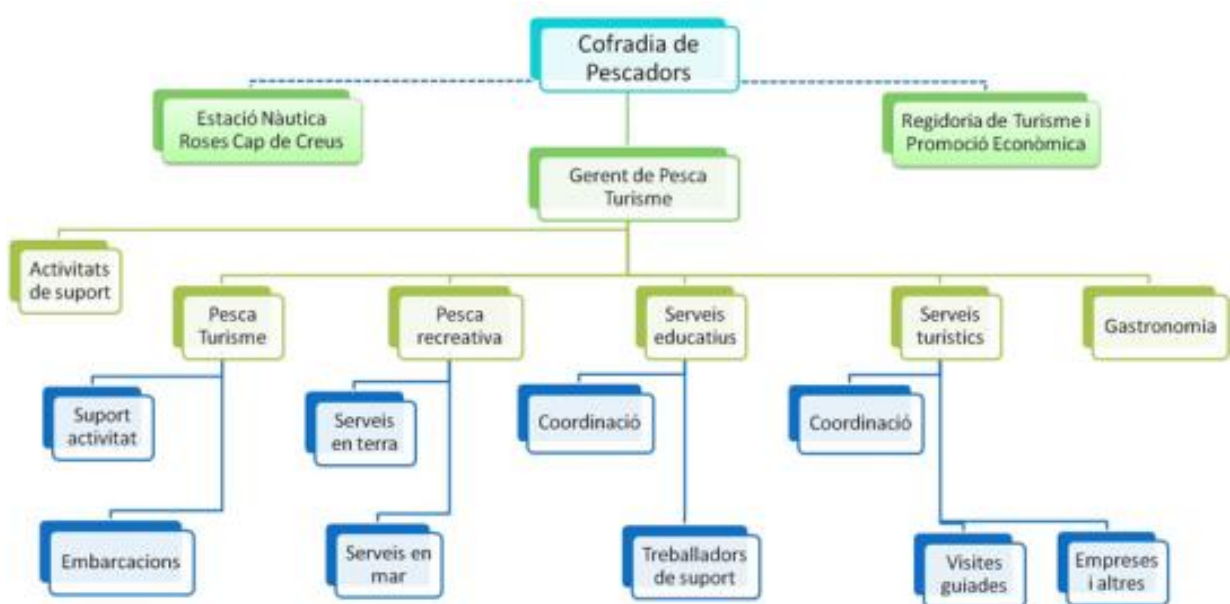 Cofradia de
Pescadors
Estació Nàutica
Roses Cap de Creus
Regidoria de Turisme i
Promoció Econòmica
Gerent de Pesca
Turisme
Activitats
de suport
Pesca
Turisme
Pesca
recreativa
Serveis
educatius
Serveis
turístics
Gastronomia
Suport
activitat
Serveis
en terra
Coordinació
Coordinació
Embarcacions
Serveis en
mar
Treballadors
de suport
Visites
guiades
Empreses
i altres